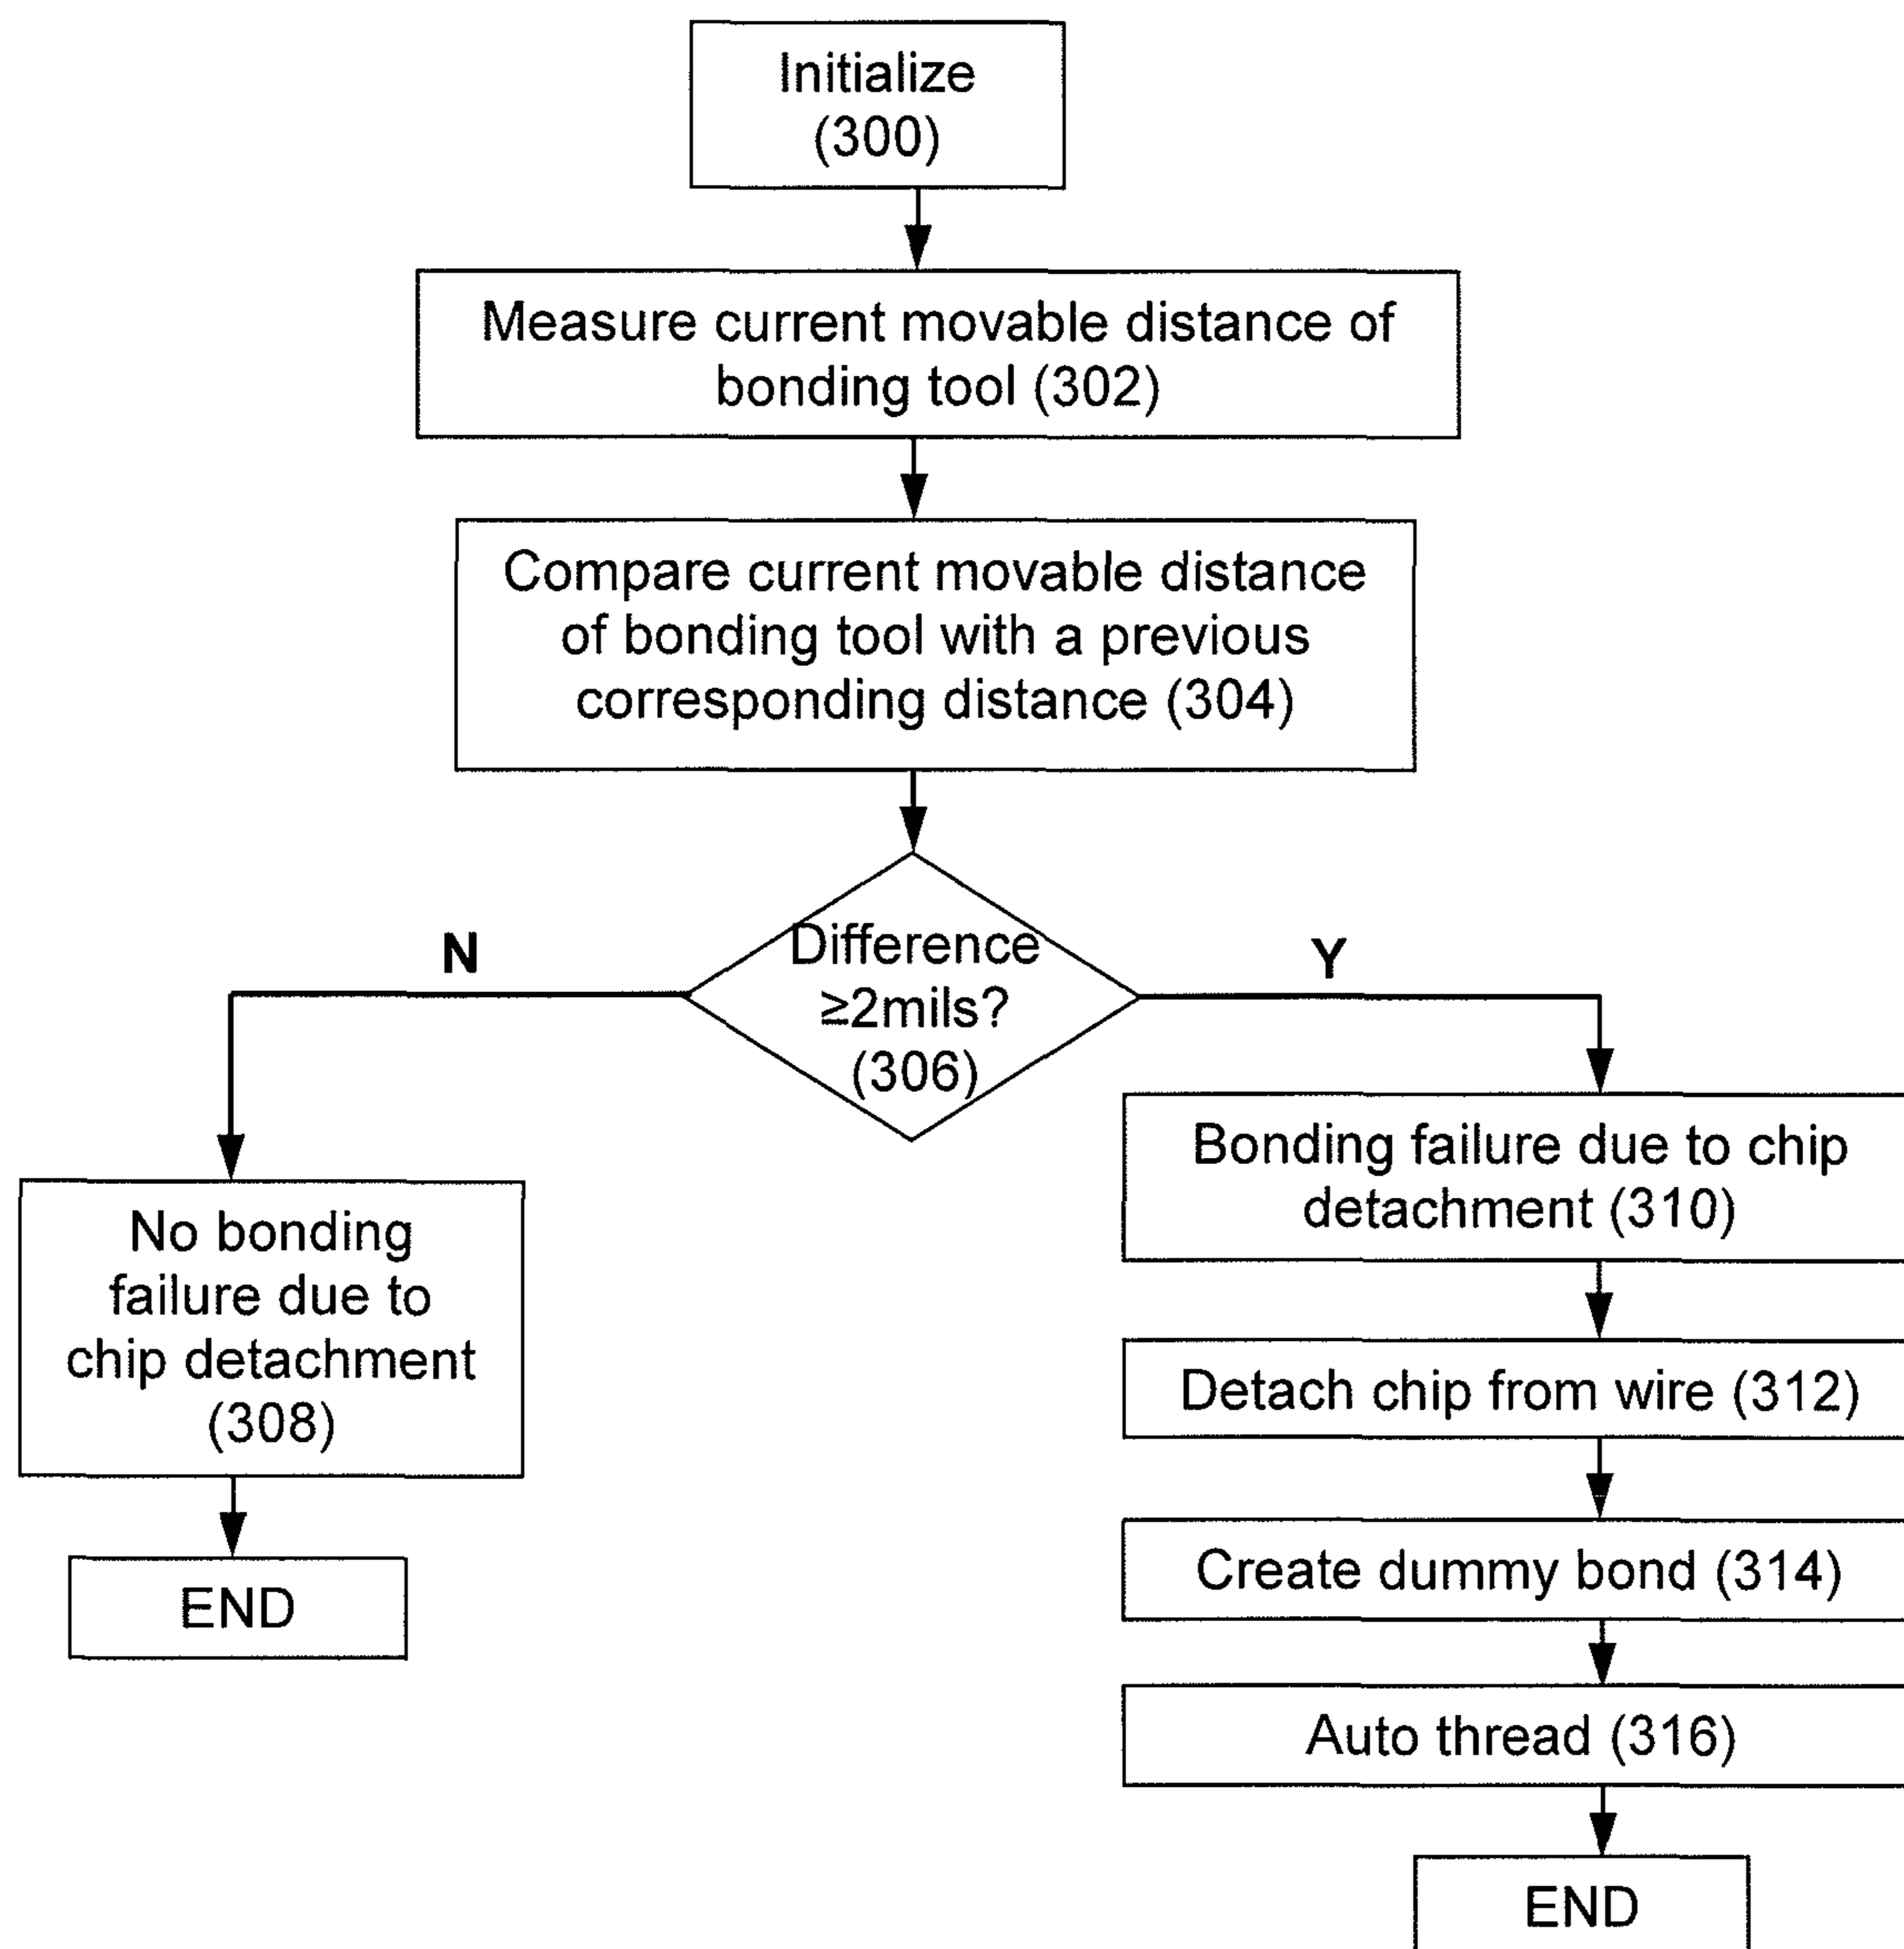 Initialize
(300)
Measure current movable distance of
bonding tool (302)
Compare current movable distance
of bonding tool with a previous
corresponding distance (304)
Difference
≥2mils?
(306)
N
Y
No bonding
failure due to
chip detachment
(308)
END
Bonding failure due to chip
detachment (310)
Detach chip from wire (312)
Create dummy bond (314)
Auto thread (316)
END